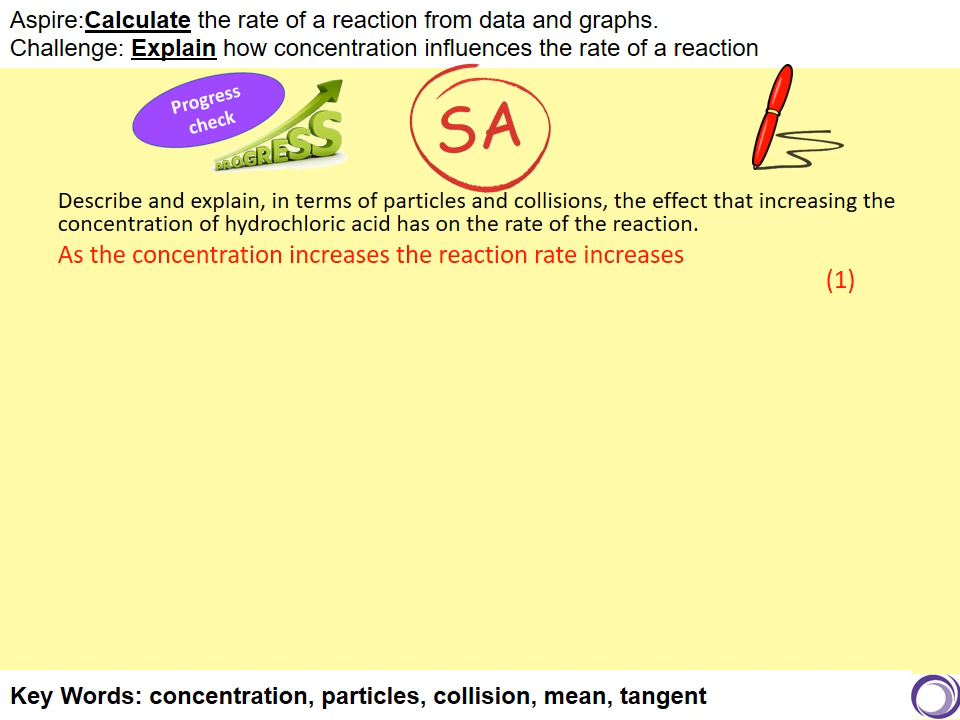 Aspire:Calculate the rate of a reaction from data and graphs.
Challenge: Explain how concentration influences the rate of a reaction
Progress
check
PROGRESS
SA
Describe and explain, in terms of particles and collisions, the effect that increasing the
concentration of hydrochloric acid has on the rate of the reaction.
As the concentration increases the reaction rate increases
(1)
Key Words: concentration, particles, collision, mean, tangent